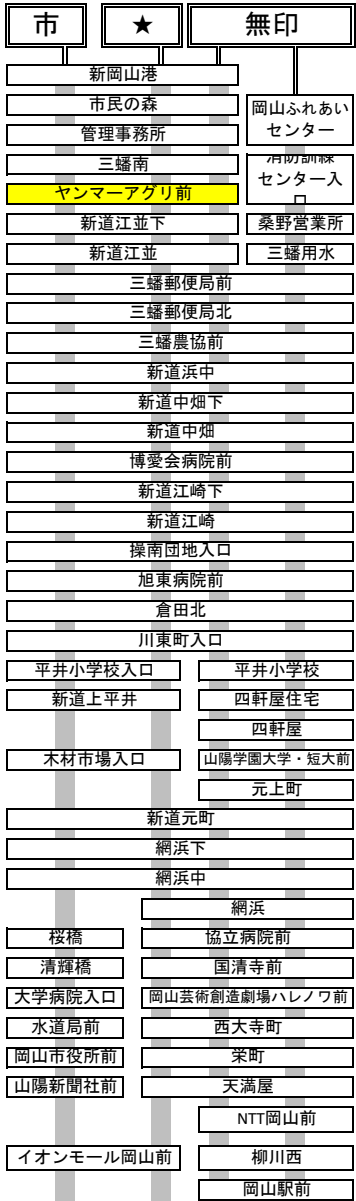 市 ★ 無印
新岡山港
市民の森
岡山ふれあい
センター
管理事務所
三蟠南
消防訓練
センター入
口
ヤンマーアグリ前
新道江並下 桑野営業所
新道江並 三蟠用水
三蟠郵便局前
三蟠郵便局北
三蟠農協前
新道浜中
新道中畑下
新道中畑
博愛会病院前
新道江崎下
新道江崎
操南団地入口
旭東病院前
倉田北
川東町入口
平井小学校入口 平井小学校
新道上平井 四軒屋住宅
四軒屋
木材市場入口 山陽学園大学・短大前
元上町
新道元町
網浜下
網浜中
網浜
桜橋 協立病院前
清輝橋 国清寺前
大学病院入口 岡山芸術創造劇場ハレノワ前
水道局前 西大寺町
岡山市役所前 栄町
山陽新聞社前 天満屋
NTT岡山前
イオンモール岡山前 柳川西
岡山駅前